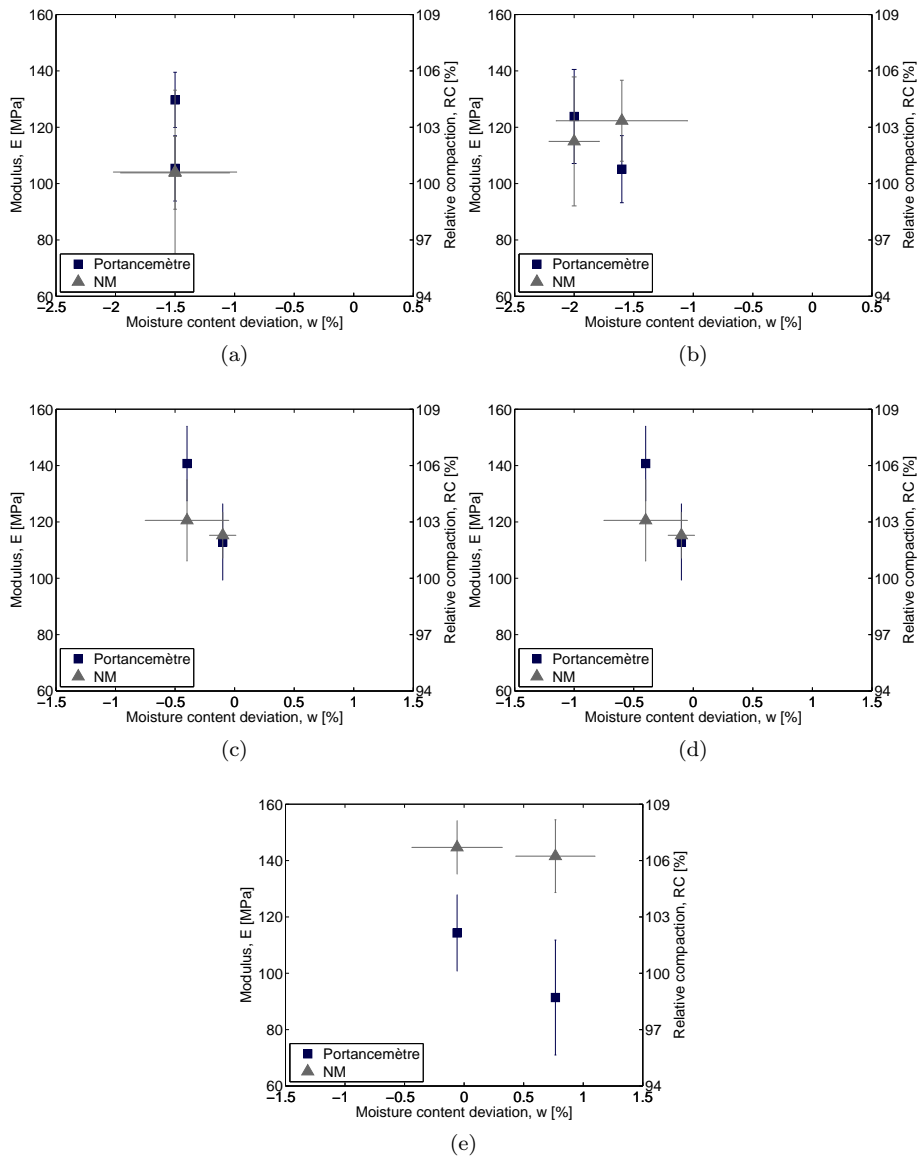 160
140
120
100
80
60
Modulus, E [MPa]
109
106
103
100
97
94
Relative compaction, RC [%]
Portancemètre
NM
−2.5 −2 −1.5 −1 −0.5 0 0.5
Moisture content deviation, w [%]
(a)
160
140
120
100
80
60
Modulus, E [MPa]
109
106
103
100
97
94
Relative compaction, RC [%]
Portancemètre
NM
−2.5 −2 −1.5 −1 −0.5 0 0.5
Moisture content deviation, w [%]
(b)
160
140
120
100
80
60
Modulus, E [MPa]
109
106
103
100
97
94
Relative compaction, RC [%]
Portancemètre
NM
−1.5 −1 −0.5 0 0.5 1 1.5
Moisture content deviation, w [%]
(c)
160
140
120
100
80
60
Modulus, E [MPa]
109
106
103
100
97
94
Relative compaction, RC [%]
Portancemètre
NM
−1.5 −1 −0.5 0 0.5 1 1.5
Moisture content deviation, w [%]
(d)
160
140
120
100
80
60
Modulus, E [MPa]
109
106
103
100
97
94
Relative compaction, RC [%]
Portancemètre
NM
−1.5 −1 −0.5 0 0.5 1 1.5
Moisture content deviation, w [%]
(e)